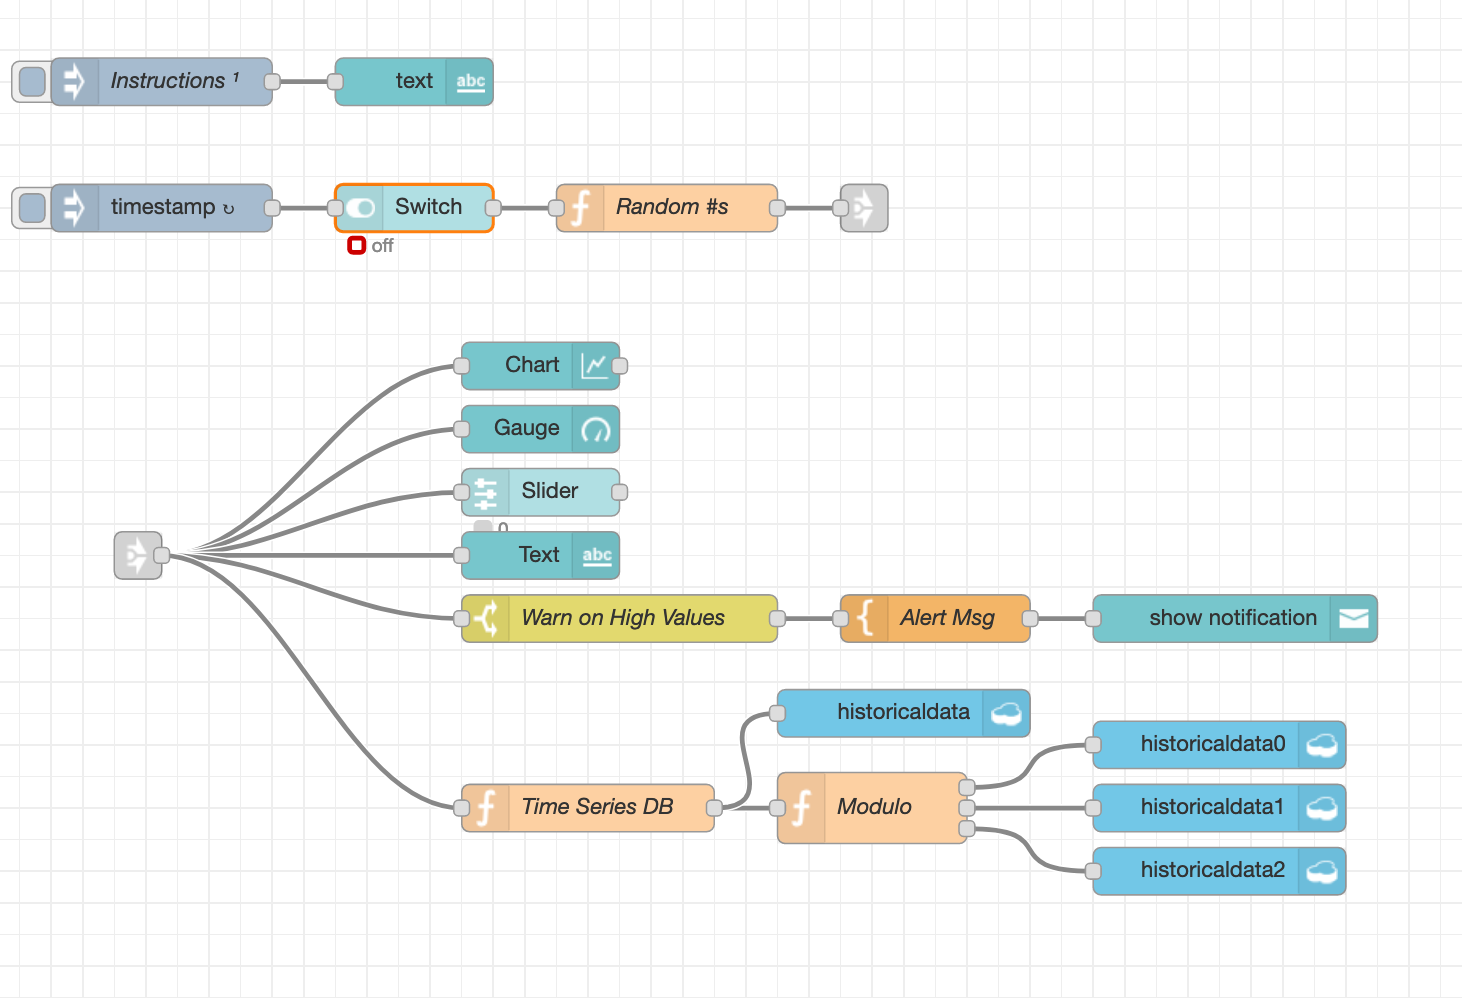 Instructions ¹
text abc
timestamp ↻
Switch
Random #s
off
Chart
Gauge
Slider
Text abc
Warn on High Values
Alert Msg
show notification
historicaldata
historicaldata0
Time Series DB
Modulo
historicaldata1
historicaldata2